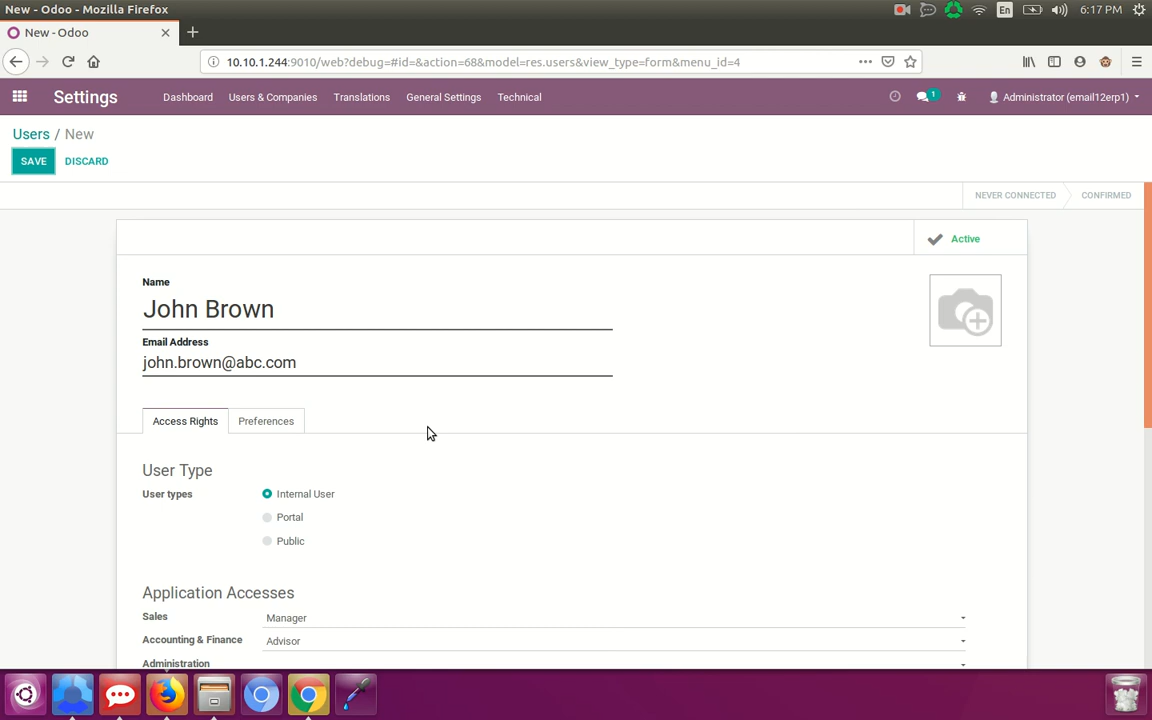 New - Odoo - Mozilla Firefox
En
6:17 PM
New - Odoo
10.10.1.244:9010/web?debug=#id=&action=68&model=res.users&view_type=form&menu_id=4
Settings
Dashboard
Users & Companies
Translations
General Settings
Technical
1
Administrator (email12erp1)
Users / New
SAVE
DISCARD
NEVER CONNECTED
CONFIRMED
Active
Name
John Brown
Email Address
john.brown@abc.com
Access Rights
Preferences
User Type
User types
Internal User
Portal
Public
Application Accesses
Sales
Manager
Accounting & Finance
Advisor
Administration